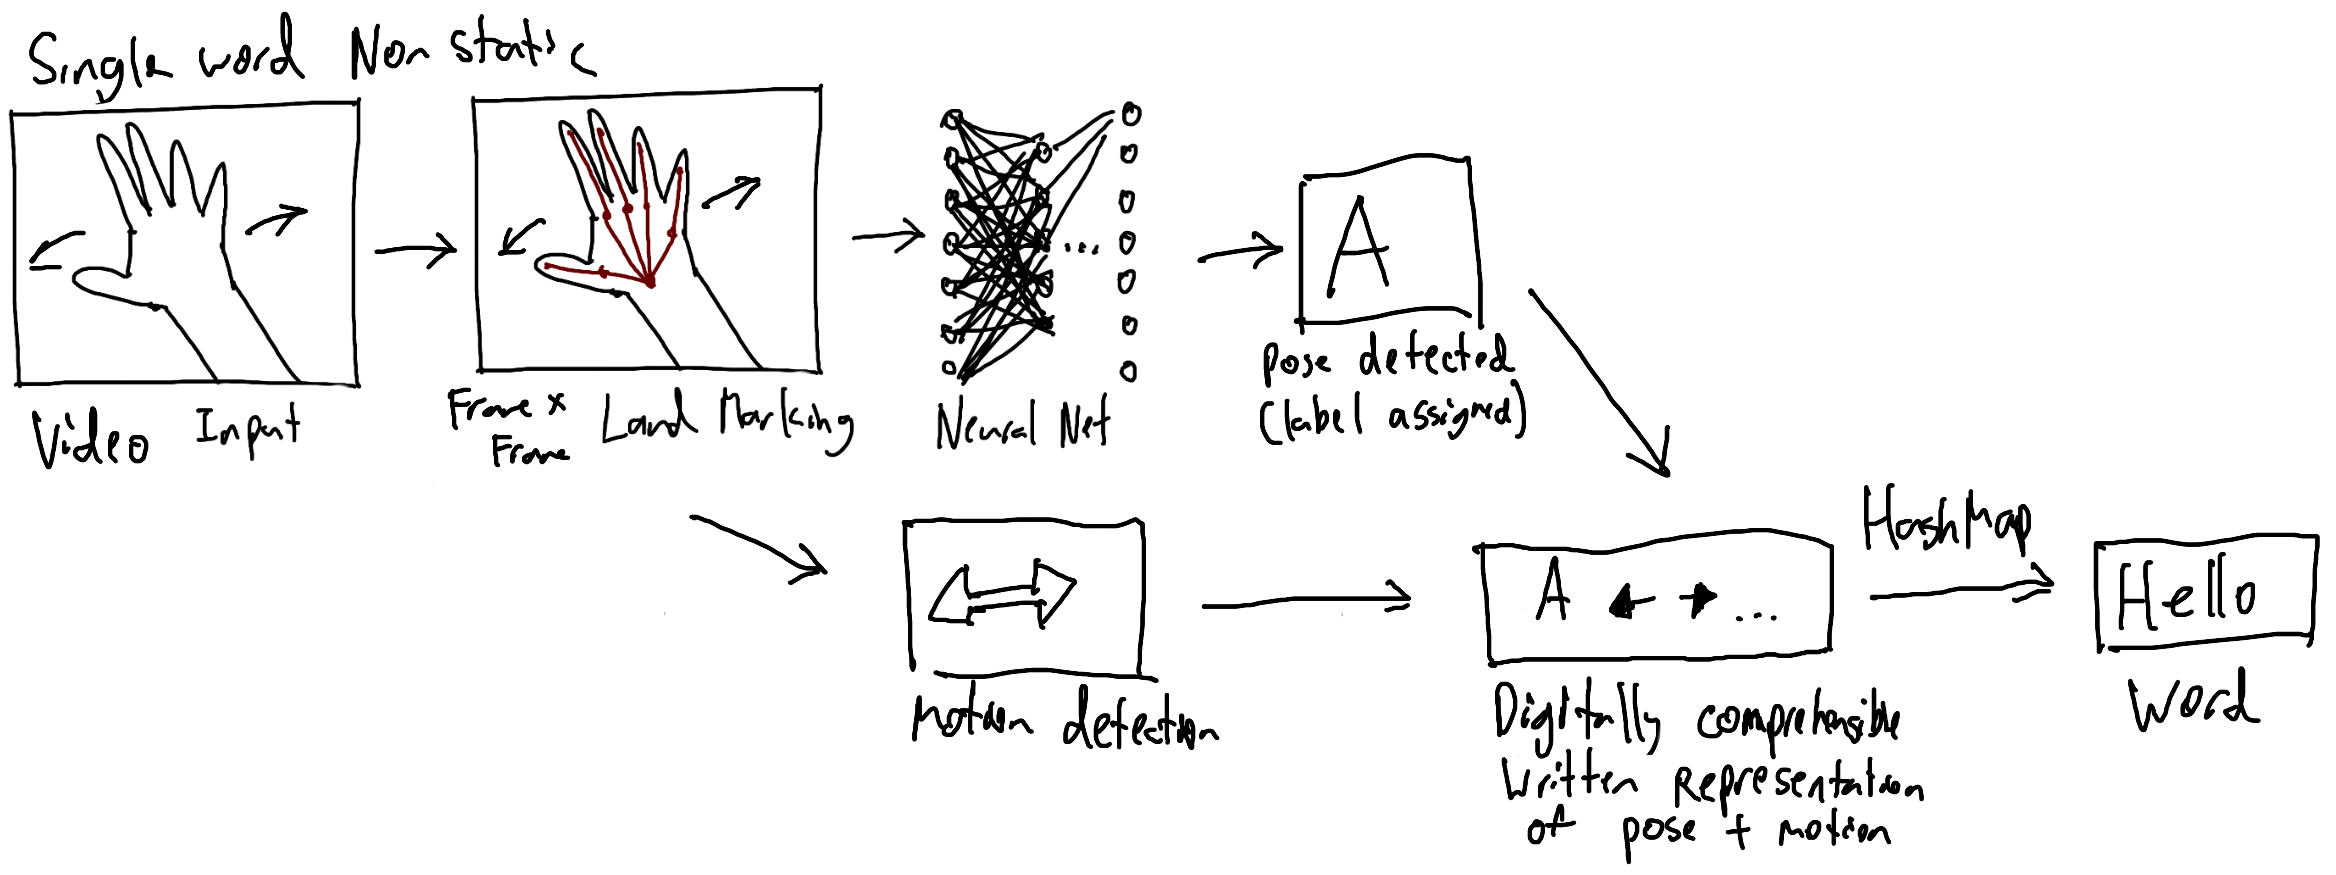 Single word Non static
Video Input
Frame x
Frame
Land Marking
Neural Net
A
pose detected
(label assigned)
Motion detection
A ...
Digitally comprehensible
Written Representation
of pose + motion
HashMap
Hello
Word